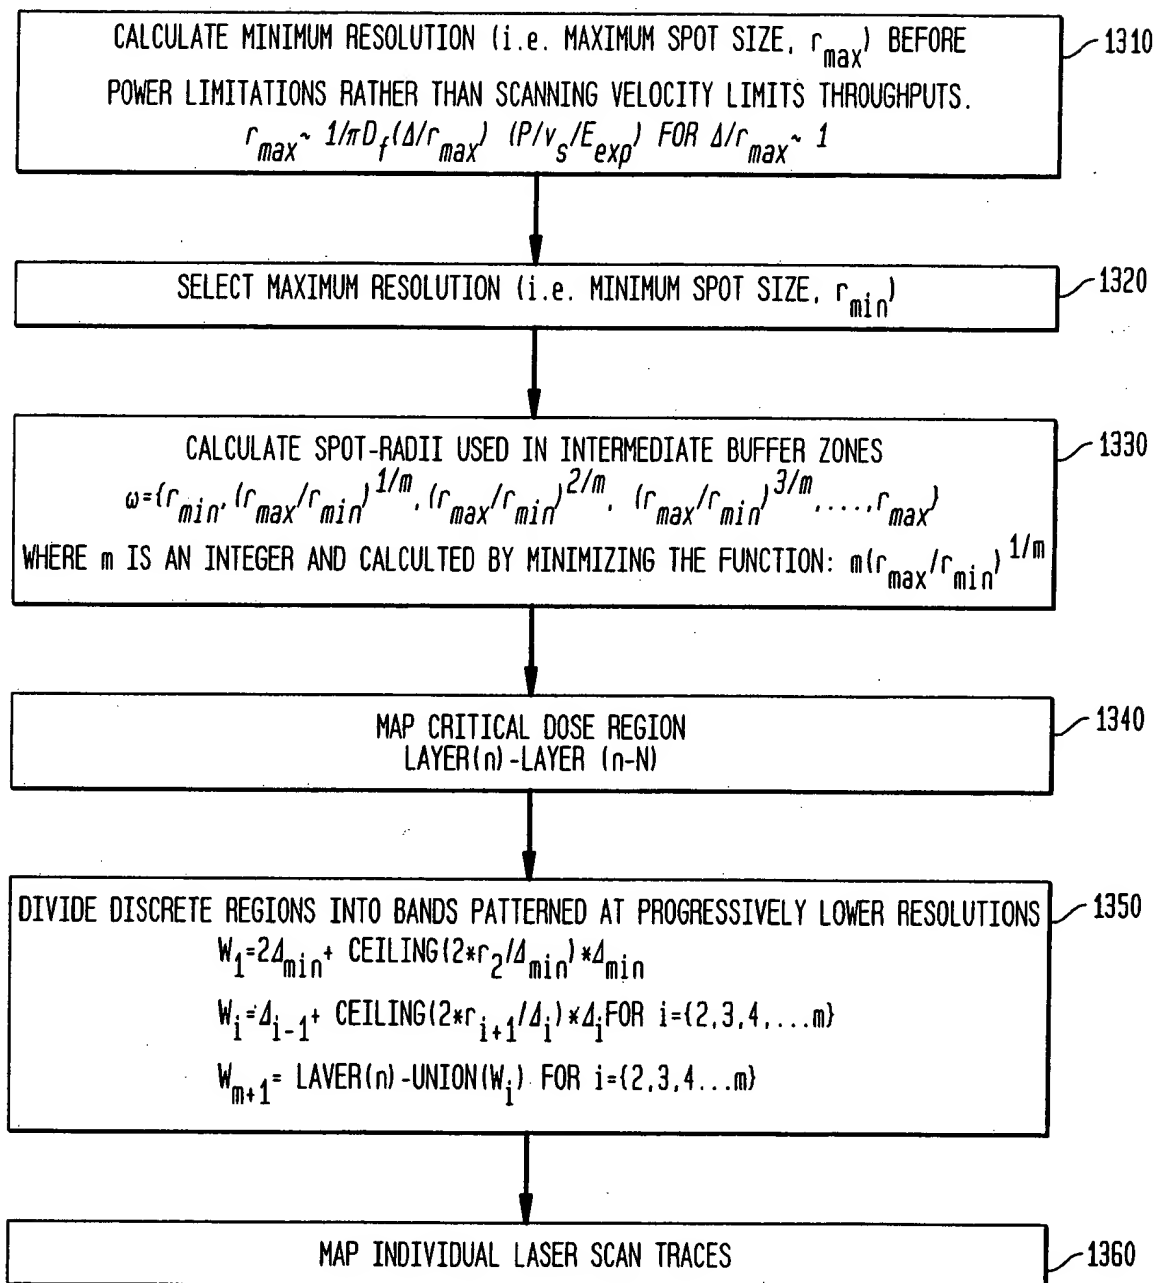 CALCULATE MINIMUM RESOLUTION (i.e. MAXIMUM SPOT SIZE, r_max) BEFORE
1310
POWER LIMITATIONS RATHER THAN SCANNING VELOCITY LIMITS THROUGHPUTS.
r_max ~ 1/πD_f(Δ/r_max) (P/v_s/E_exp) FOR Δ/r_max ~ 1
SELECT MAXIMUM RESOLUTION (i.e. MINIMUM SPOT SIZE, r_min)
1320
CALCULATE SPOT-RADII USED IN INTERMEDIATE BUFFER ZONES
1330
ω={r_min, (r_max/r_min)^1/m, (r_max/r_min)^2/m, (r_max/r_min)^3/m, ...., r_max}
WHERE m IS AN INTEGER AND CALCULTED BY MINIMIZING THE FUNCTION: m(r_max/r_min)^1/m
MAP CRITICAL DOSE REGION
1340
LAYER(n)-LAYER (n-N)
DIVIDE DISCRETE REGIONS INTO BANDS PATTERNED AT PROGRESSIVELY LOWER RESOLUTIONS
1350
W_1=2Δ_min+ CEILING(2*r_2/Δ_min)*Δ_min
W_i=Δ_i-1+ CEILING(2*r_i+1/Δ_i)*Δ_i FOR i={2,3,4,...m}
W_m+1= LAVER(n)-UNION(W_i) FOR i={2,3,4...m}
MAP INDIVIDUAL LASER SCAN TRACES
1360